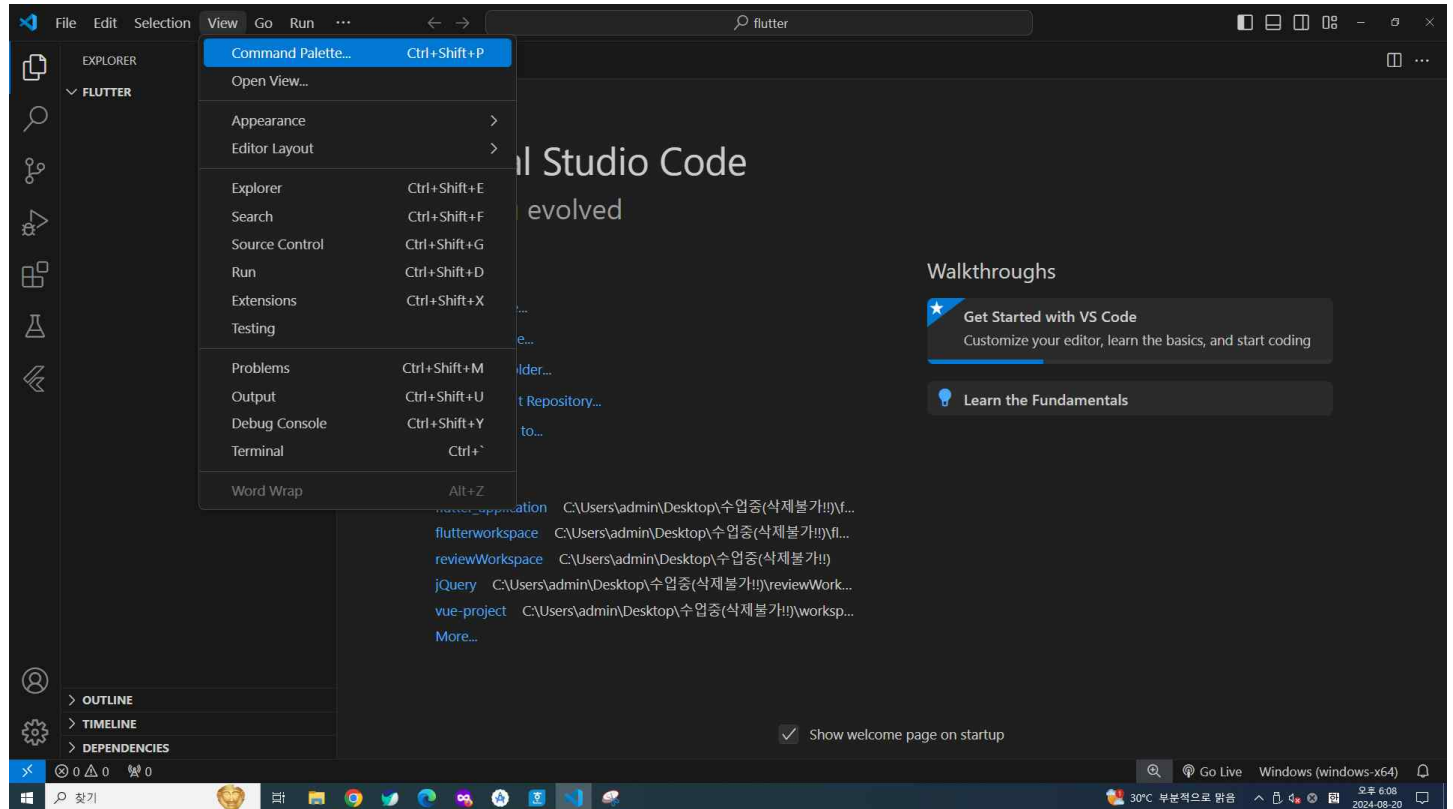 File Edit Selection View Go Run ...
flutter
EXPLORER
FLUTTER
Command Palette... Ctrl+Shift+P
Open View...
Appearance
Editor Layout
Explorer Ctrl+Shift+E
Search Ctrl+Shift+F
Source Control Ctrl+Shift+G
Run Ctrl+Shift+D
Extensions Ctrl+Shift+X
Testing
Problems Ctrl+Shift+M
Output Ctrl+Shift+U
Debug Console Ctrl+Shift+Y
Terminal Ctrl+`
Word Wrap Alt+Z
Studio Code
evolved
Repository...
to...
C:\Users\admin\Desktop\수업중(삭제불가!!)\f...
flutterworkspace C:\Users\admin\Desktop\수업중(삭제불가!!)\fl...
reviewWorkspace C:\Users\admin\Desktop\수업중(삭제불가!!)
jQuery C:\Users\admin\Desktop\수업중(삭제불가!!)\reviewWork...
vue-project C:\Users\admin\Desktop\수업중(삭제불가!!)\worksp...
More...
Walkthroughs
Get Started with VS Code
Customize your editor, learn the basics, and start coding
Learn the Fundamentals
Show welcome page on startup
OUTLINE
TIMELINE
DEPENDENCIES
0 0 0
Go Live Windows (windows-x64)
찾기
30°C 부분적으로 맑음
오후 6:08
2024-08-20